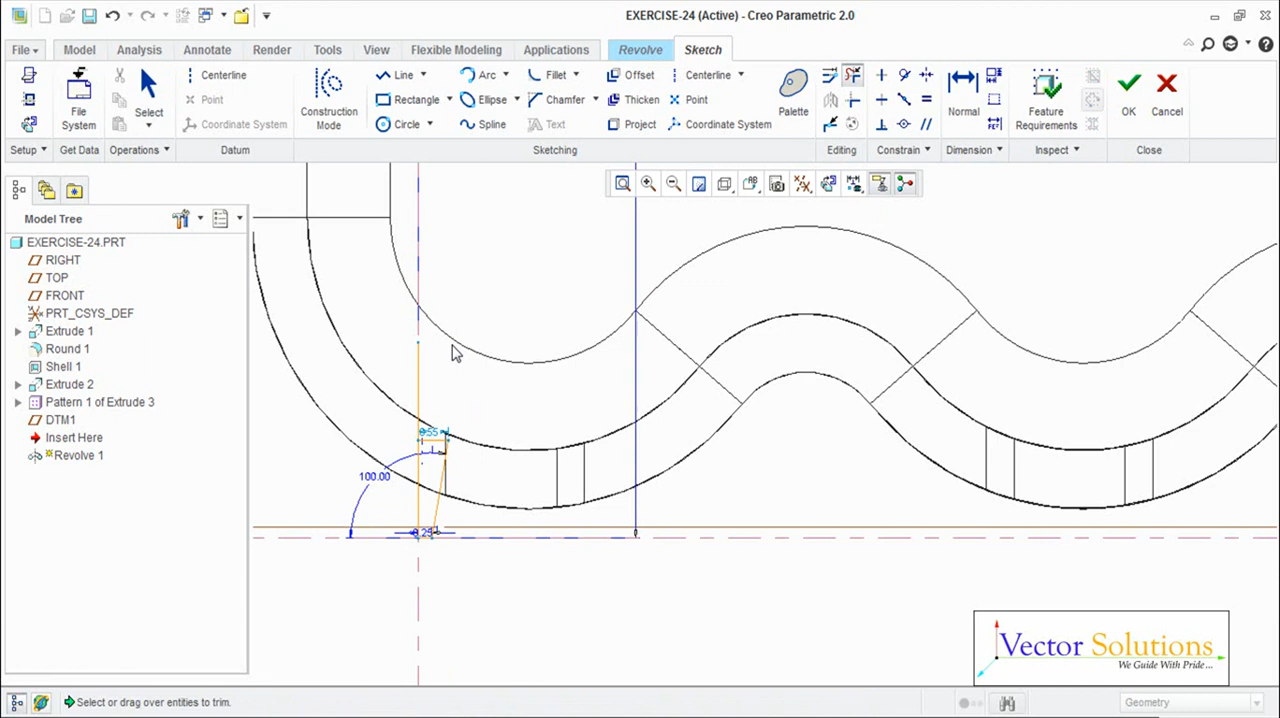 EXERCISE-24 (Active) - Creo Parametric 2.0
File Model Analysis Annotate Render Tools View Flexible Modeling Applications Revolve Sketch
Centerline Line Arc Fillet Offset Centerline
Point Rectangle Ellipse Chamfer Thicken Point
Coordinate System Circle Spline Text Project Coordinate System
File System
Select
Construction Mode
Palette
Normal
Feature Requirements
OK
Cancel
Setup Get Data Operations Datum Sketching Editing Constrain Dimension Inspect Close
Model Tree
EXERCISE-24.PRT
RIGHT
TOP
FRONT
PRT_CSYS_DEF
Extrude 1
Round 1
Shell 1
Extrude 2
Pattern 1 of Extrude 3
DTM1
Insert Here
Revolve 1
100.00
Vector Solutions
We Guide With Pride...
Select or drag over entities to trim.
Geometry